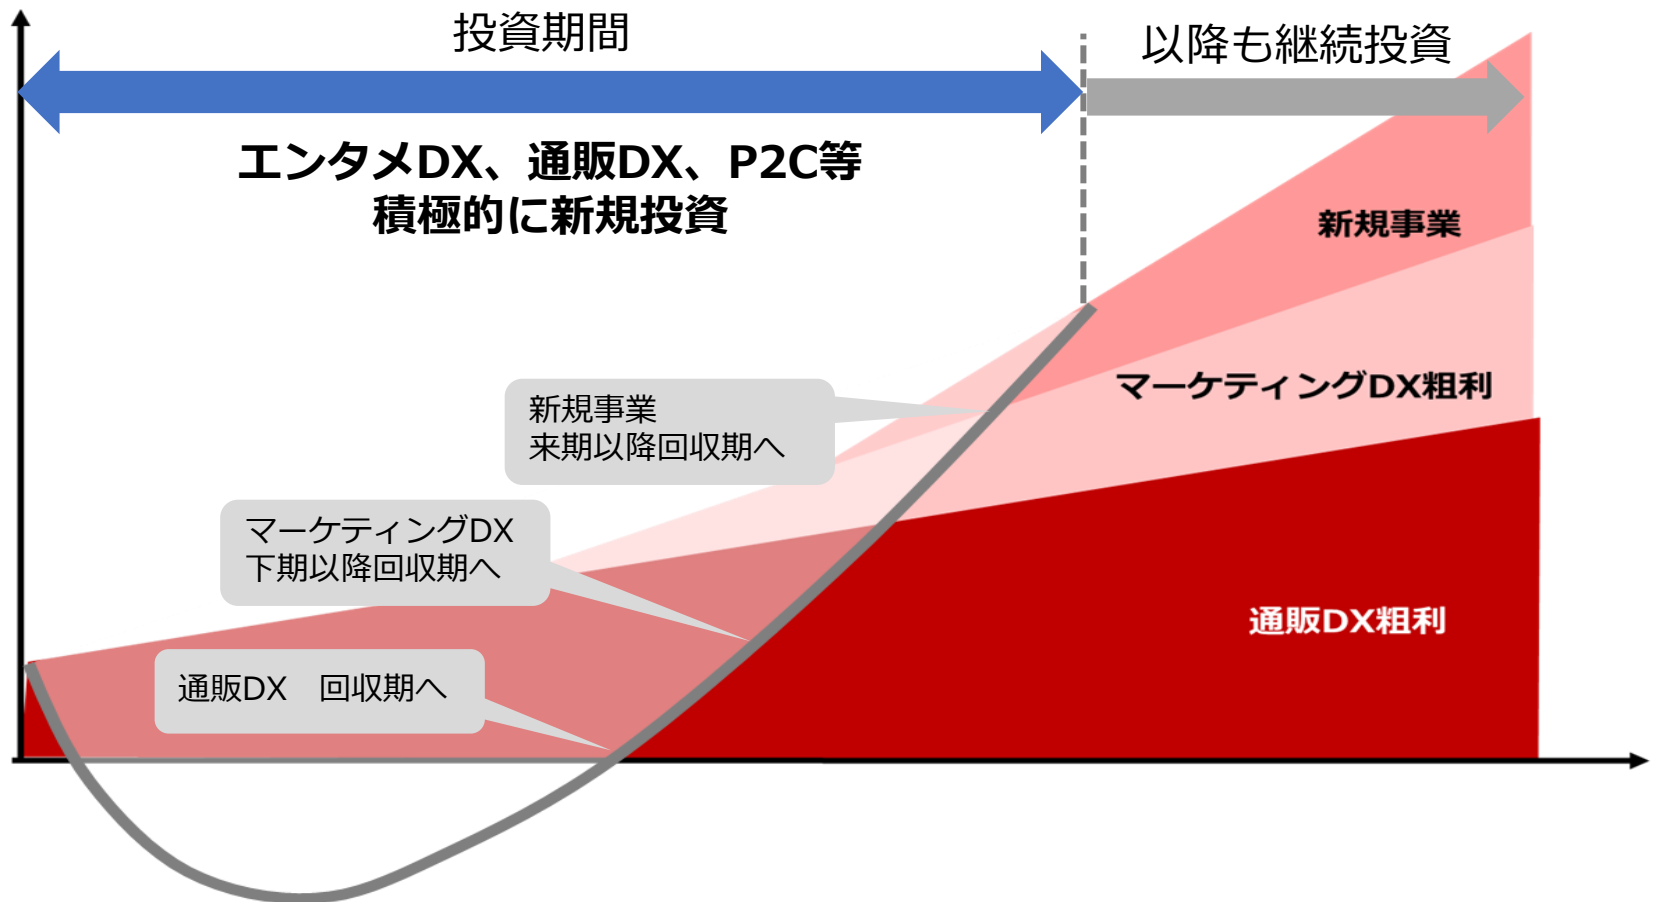 投資期間
以降も継続投資
エンタメDX、通販DX、P2C等
積極的に新規投資
新規事業
マーケティングDX粗利
新規事業
来期以降回収期へ
マーケティングDX
下期以降回収期へ
通販DX粗利
通販DX　回収期へ